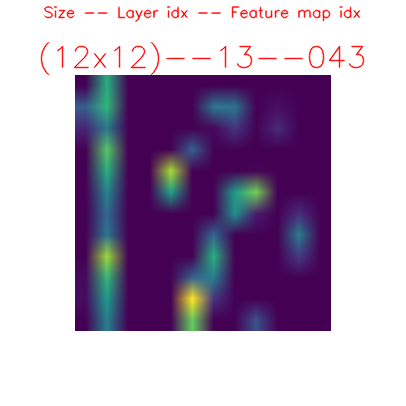 Size -- Layer idx -- Feature map idx
(12x12)--13--043